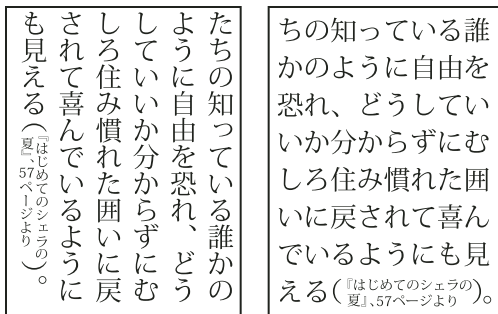 たちの知っている誰かの
ように自由を恐れ、どう
していいか分からずにむ
しろ住み慣れた囲いに戻
されて喜んでいるように
も見える(『はじめてのシェラの
夏』、57ページより)。
ちの知っている誰
かのように自由を
恐れ、どうしてい
いか分からずにむ
しろ住み慣れた囲
いに戻されて喜ん
でいるようにも見
える(『はじめてのシェラの
夏』、57ページより)。